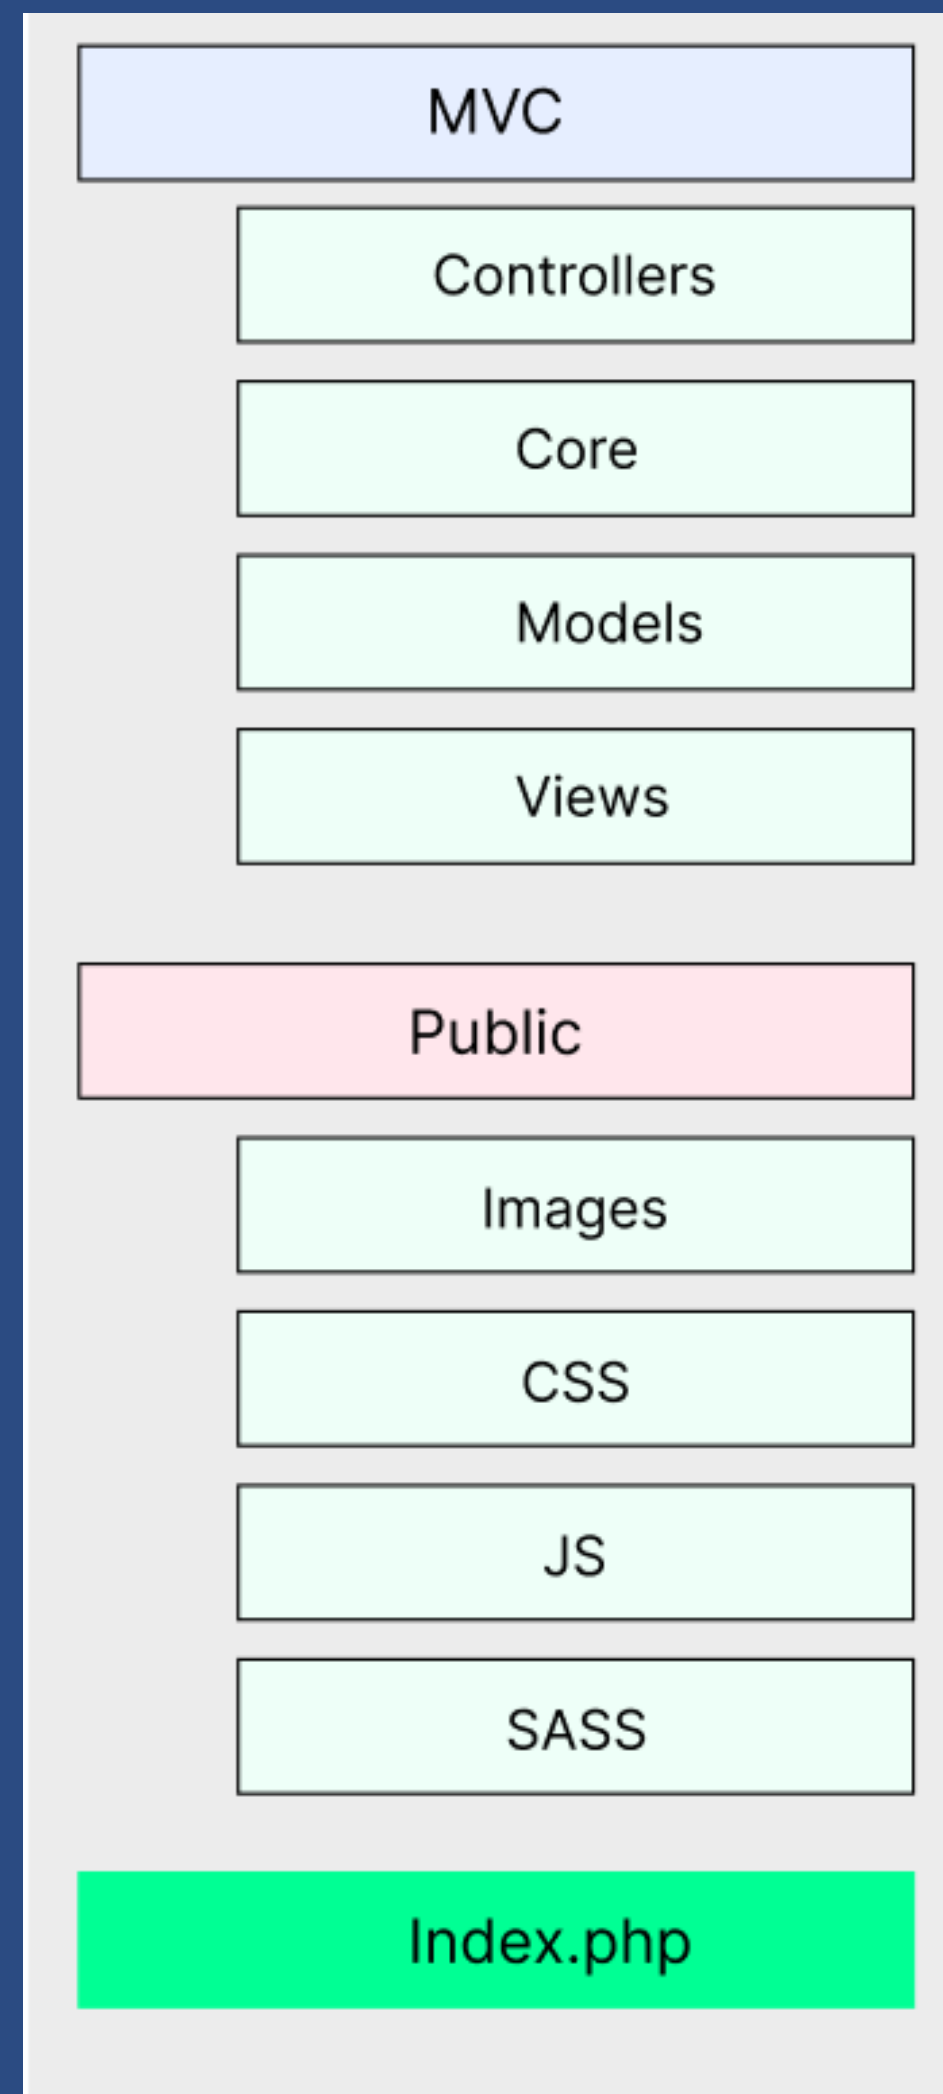 MVC
Controllers
Core
Models
Views
Public
Images
CSS
JS
SASS
Index.php